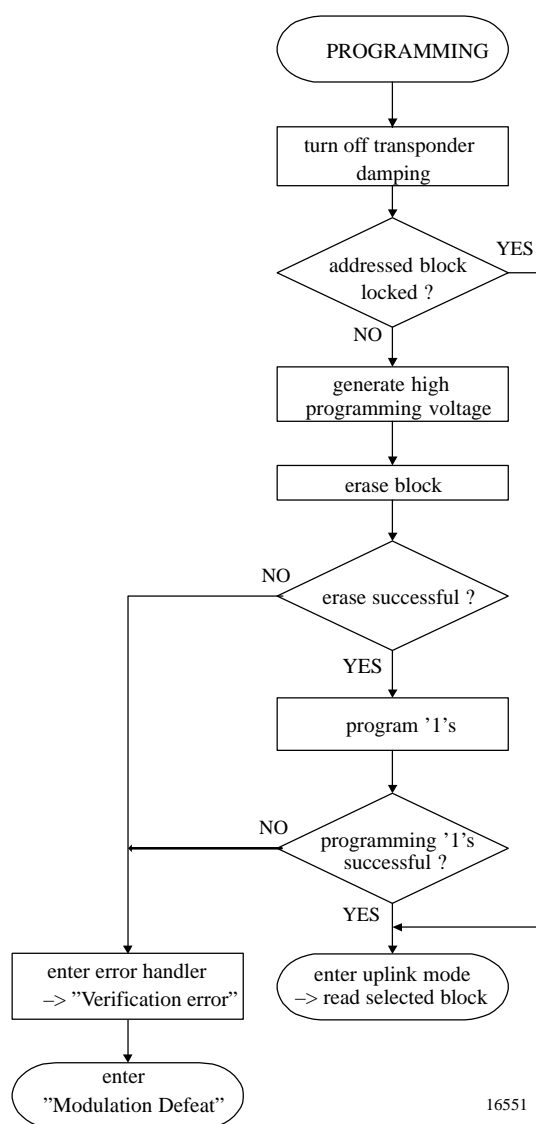 PROGRAMMING
turn off transponder
damping
YES
addressed block
locked ?
NO
generate high
programming voltage
erase block
NO
erase successful ?
YES
program ’1’s
NO
programming ’1’s
successful ?
YES
enter error handler
–> ”Verification error”
enter uplink mode
–> read selected block
enter
”Modulation Defeat”
16551